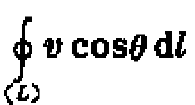 ∮ v cosθ dl
(L)